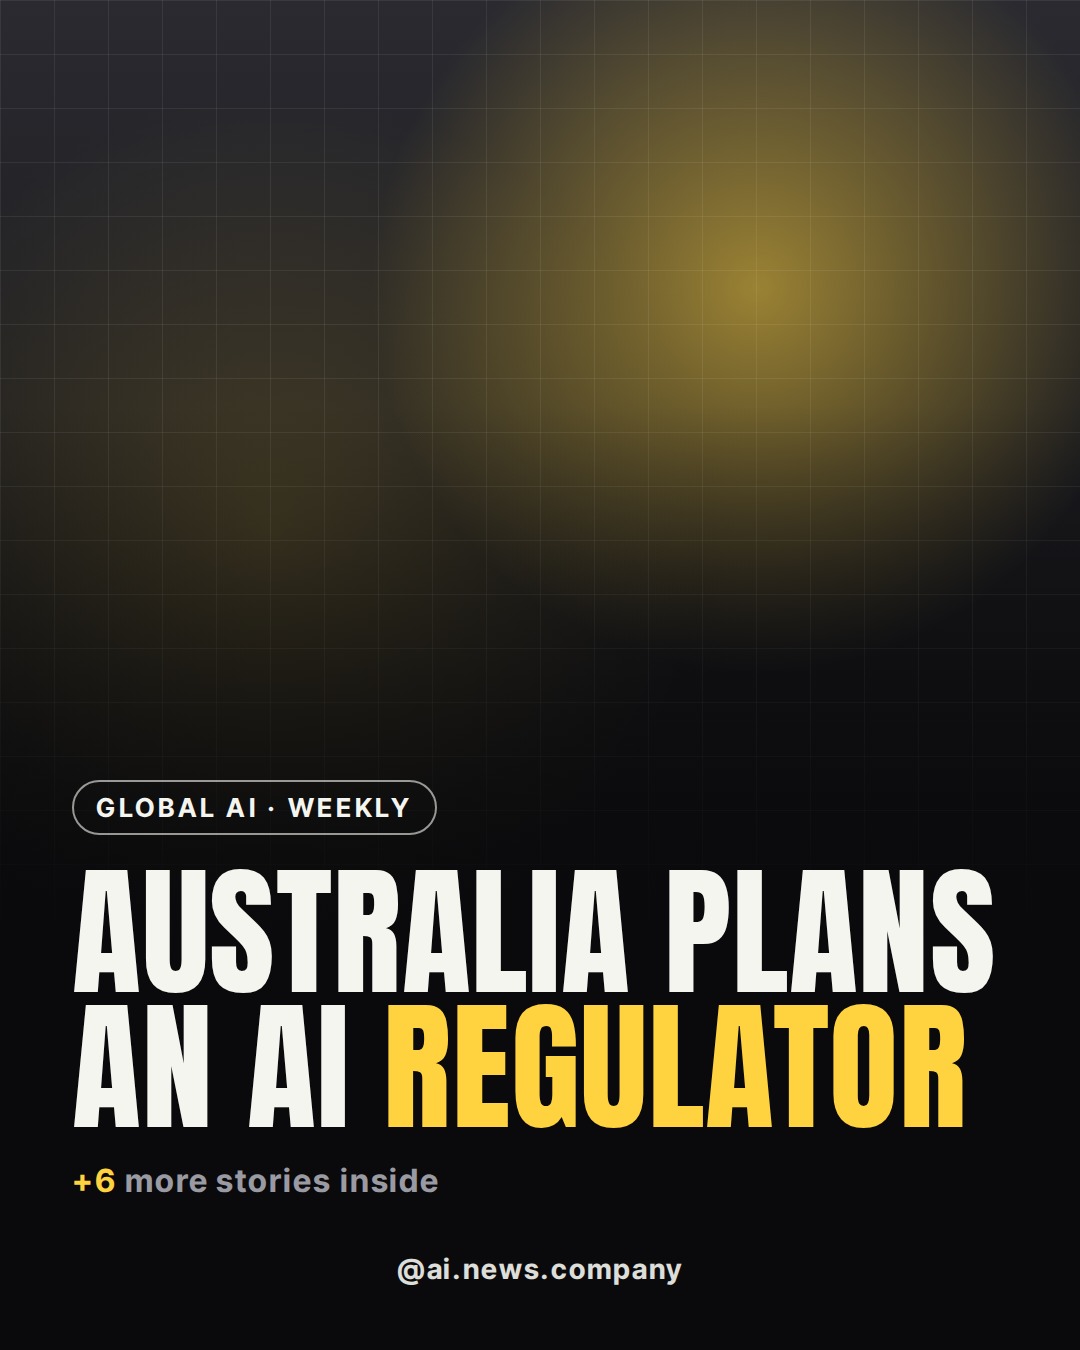 GLOBAL AI · WEEKLY
AUSTRALIA PLANS
AN AI REGULATOR
+6 more stories inside
@ai.news.company